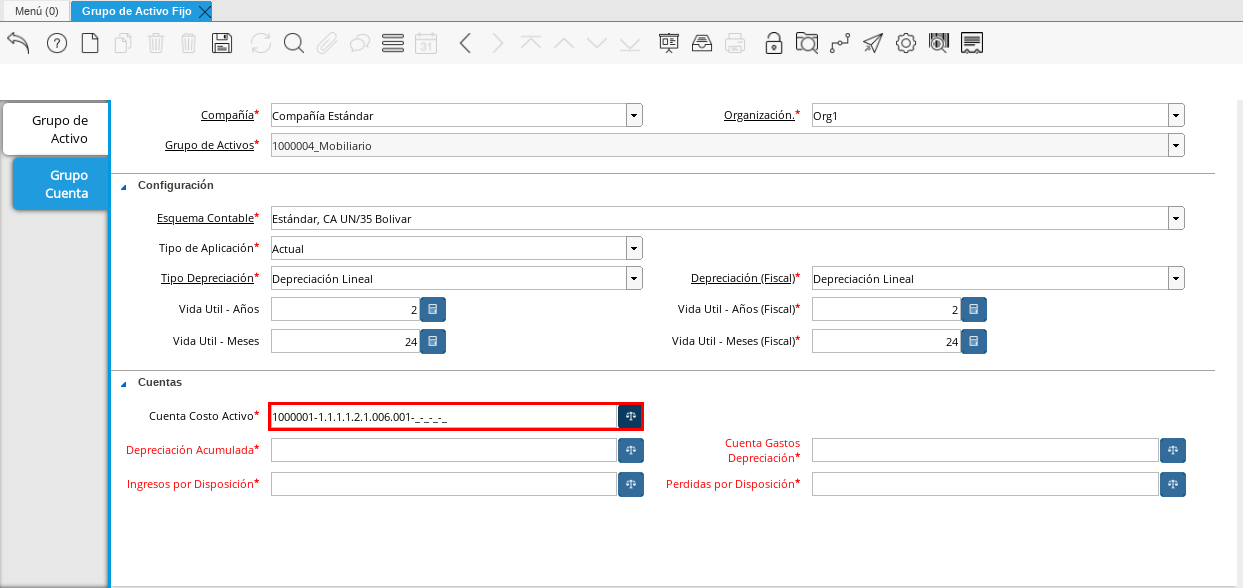 Menú (0)
Grupo de Activo Fijo
31
Grupo de
Activo
Grupo
Cuenta
Compañía* Compañía Estándar Organización.* Org1
Grupo de Activos* 1000004_Mobiliario
Configuración
Esquema Contable* Estándar, CA UN/35 Bolivar
Tipo de Aplicación* Actual
Tipo Depreciación* Depreciación Lineal Depreciación (Fiscal)* Depreciación Lineal
Vida Util - Años 2 Vida Util - Años (Fiscal)* 2
Vida Util - Meses 24 Vida Util - Meses (Fiscal)* 24
Cuentas
Cuenta Costo Activo* 1000001-1.1.1.1.2.1.006.001-_-_-_-_
Depreciación Acumulada* Cuenta Gastos
Depreciación*
Ingresos por Disposición* Perdidas por Disposición*